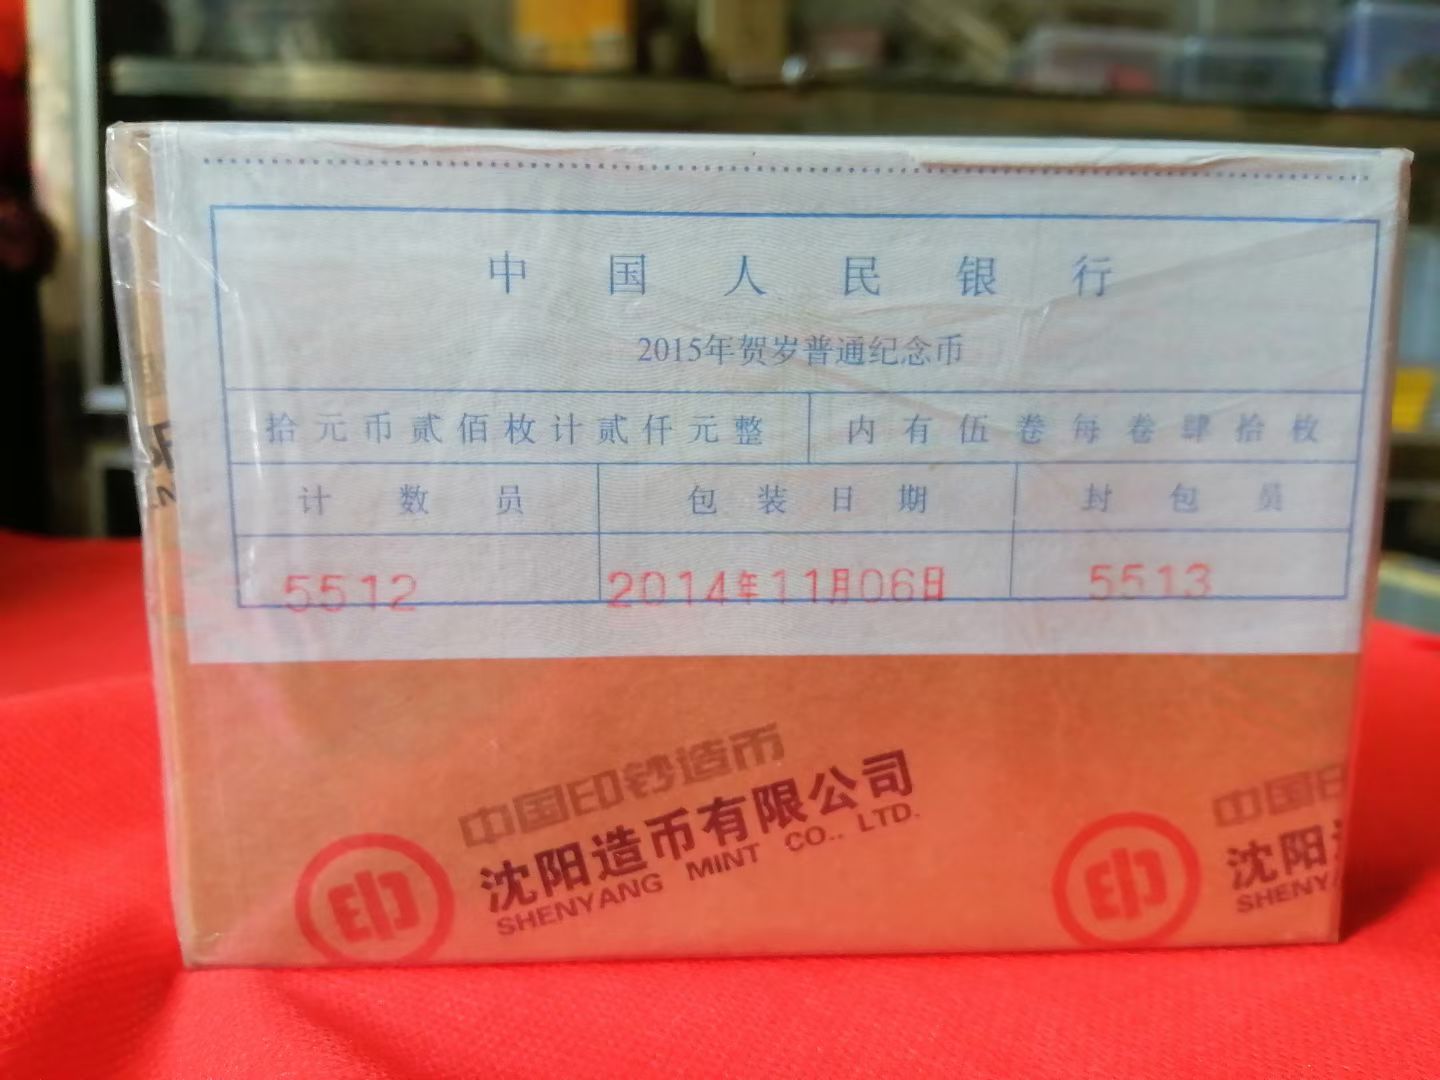 中国人民银行
2015年贺岁普通纪念币
拾元币贰佰枚计贰仟元整
内有伍卷每卷肆拾枚
计数员
包装日期
封包员
5512
2014年11月06日
5513
中国印钞造币
沈阳造币有限公司
SHENYANG MINT CO., LTD.
中国印
沈阳
SHENY